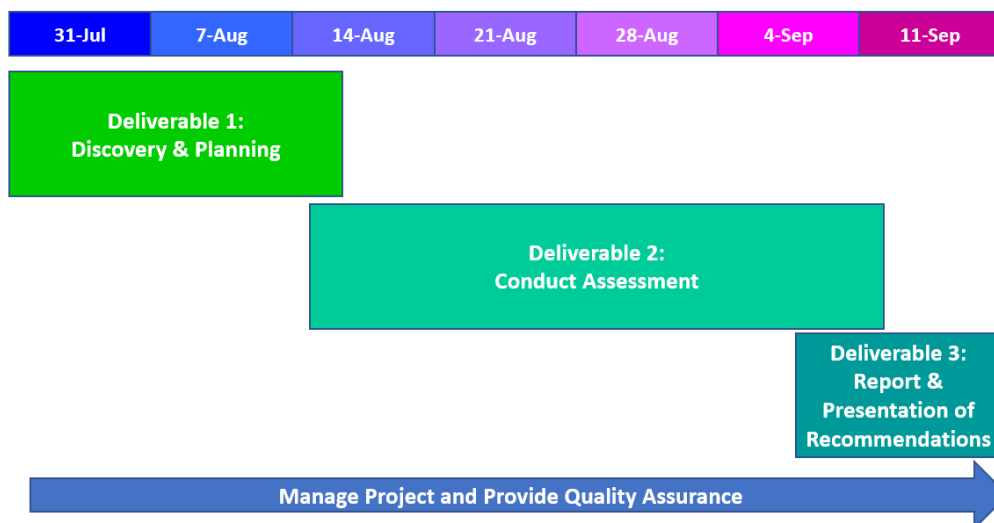 31-Jul 7-Aug 14-Aug 21-Aug 28-Aug 4-Sep 11-Sep
Deliverable 1:
Discovery & Planning
Deliverable 2:
Conduct Assessment
Deliverable 3:
Report &
Presentation of
Recommendations
Manage Project and Provide Quality Assurance